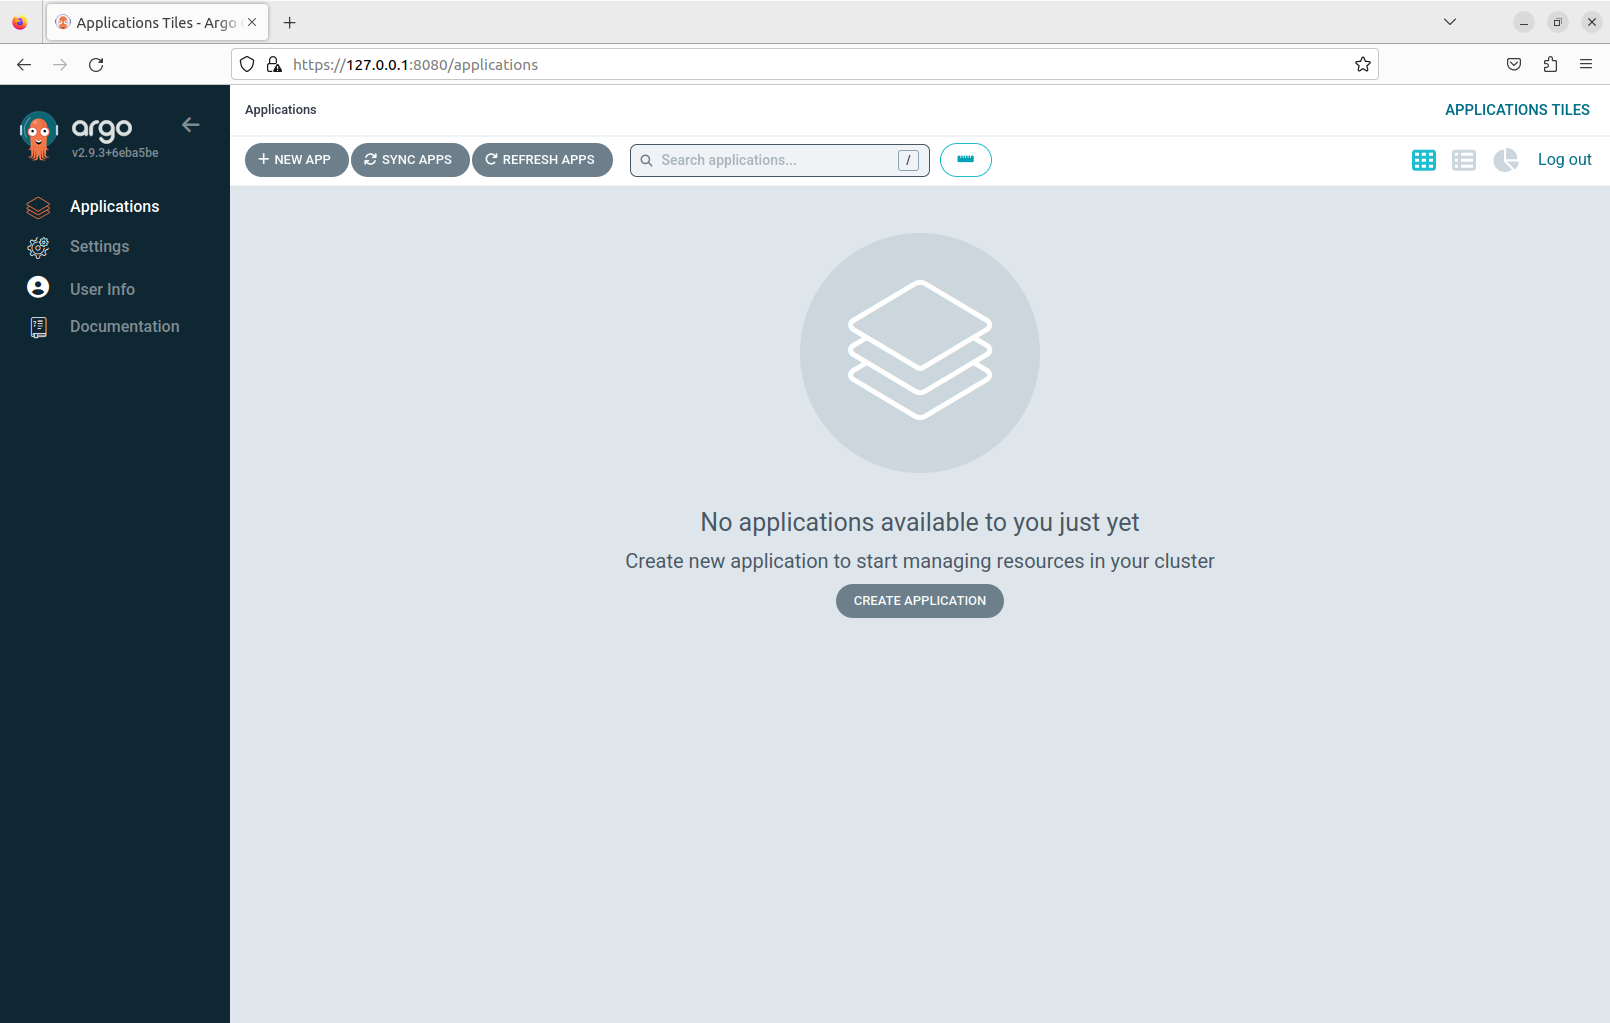 Applications Tiles - Argo
https://127.0.0.1:8080/applications
argo
v2.9.3+6eba5be
Applications
Settings
User Info
Documentation
Applications
APPLICATIONS TILES
NEW APP
SYNC APPS
REFRESH APPS
Search applications...
/
Log out
No applications available to you just yet
Create new application to start managing resources in your cluster
CREATE APPLICATION